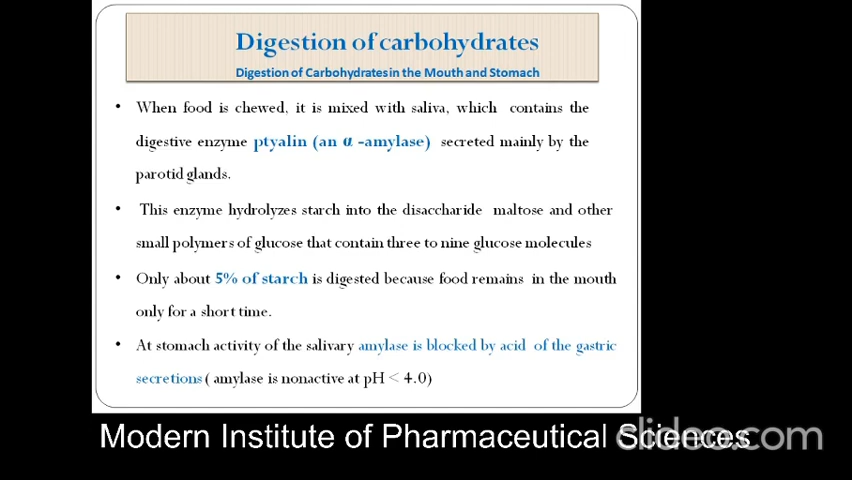 Digestion of carbohydrates
Digestion of Carbohydrates in the Mouth and Stomach
• When food is chewed, it is mixed with saliva, which contains the
digestive enzyme ptyalin (an α -amylase) secreted mainly by the
parotid glands.
• This enzyme hydrolyzes starch into the disaccharide maltose and other
small polymers of glucose that contain three to nine glucose molecules
• Only about 5% of starch is digested because food remains in the mouth
only for a short time.
• At stomach activity of the salivary amylase is blocked by acid of the gastric
secretions ( amylase is nonactive at pH < 4.0)
Modern Institute of Pharmaceutical Sciences
clideo.com